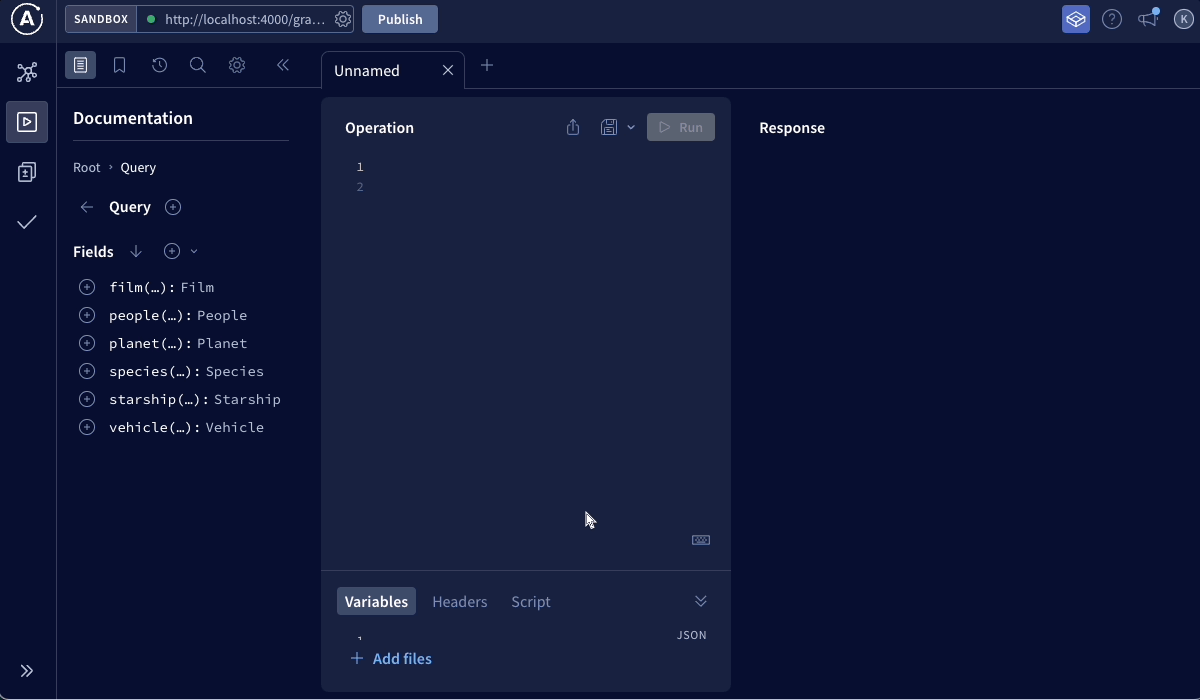 SANDBOX http://localhost:4000/gra... Publish ? K
Unnamed
Documentation
Root › Query
Query
Fields
film(…): Film
people(…): People
planet(…): Planet
species(…): Species
starship(…): Starship
vehicle(…): Vehicle
Operation Run
1
2
Variables Headers Script
1
JSON
Add files
Response